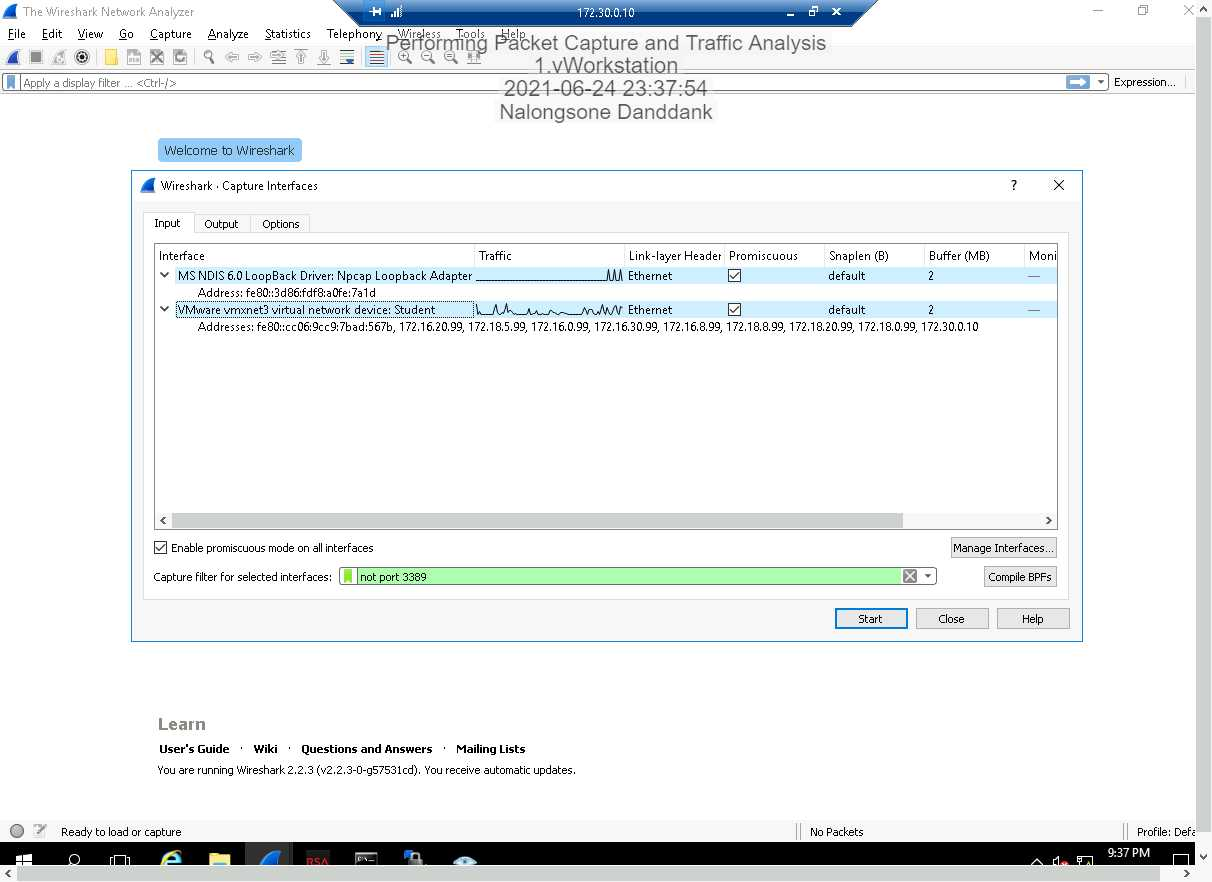 The Wireshark Network Analyzer
172.30.0.10
File Edit View Go Capture Analyze Statistics Telephony Wireless Tools Help
Performing Packet Capture and Traffic Analysis
1.vWorkstation
2021-06-24 23:37:54
Nalongsone Danddank
Apply a display filter ... <Ctrl-/>
Expression...
Welcome to Wireshark
Wireshark · Capture Interfaces
Input Output Options
Interface Traffic Link-layer Header Promiscuous Snaplen (B) Buffer (MB) Moni
MS NDIS 6.0 LoopBack Driver: Npcap Loopback Adapter Ethernet default 2 —
Address: fe80::3d86:fdf8:a0fe:7a1d
VMware vmxnet3 virtual network device: Student Ethernet default 2 —
Addresses: fe80::cc06:9cc9:7bad:567b, 172.16.20.99, 172.18.5.99, 172.16.0.99, 172.16.30.99, 172.16.8.99, 172.18.8.99, 172.18.20.99, 172.18.0.99, 172.30.0.10
Enable promiscuous mode on all interfaces
Manage Interfaces...
Capture filter for selected interfaces: not port 3389
Compile BPFs
Start Close Help
Learn
User's Guide · Wiki · Questions and Answers · Mailing Lists
You are running Wireshark 2.2.3 (v2.2.3-0-g57531cd). You receive automatic updates.
Ready to load or capture
No Packets
Profile: Defa
RSA
9:37 PM